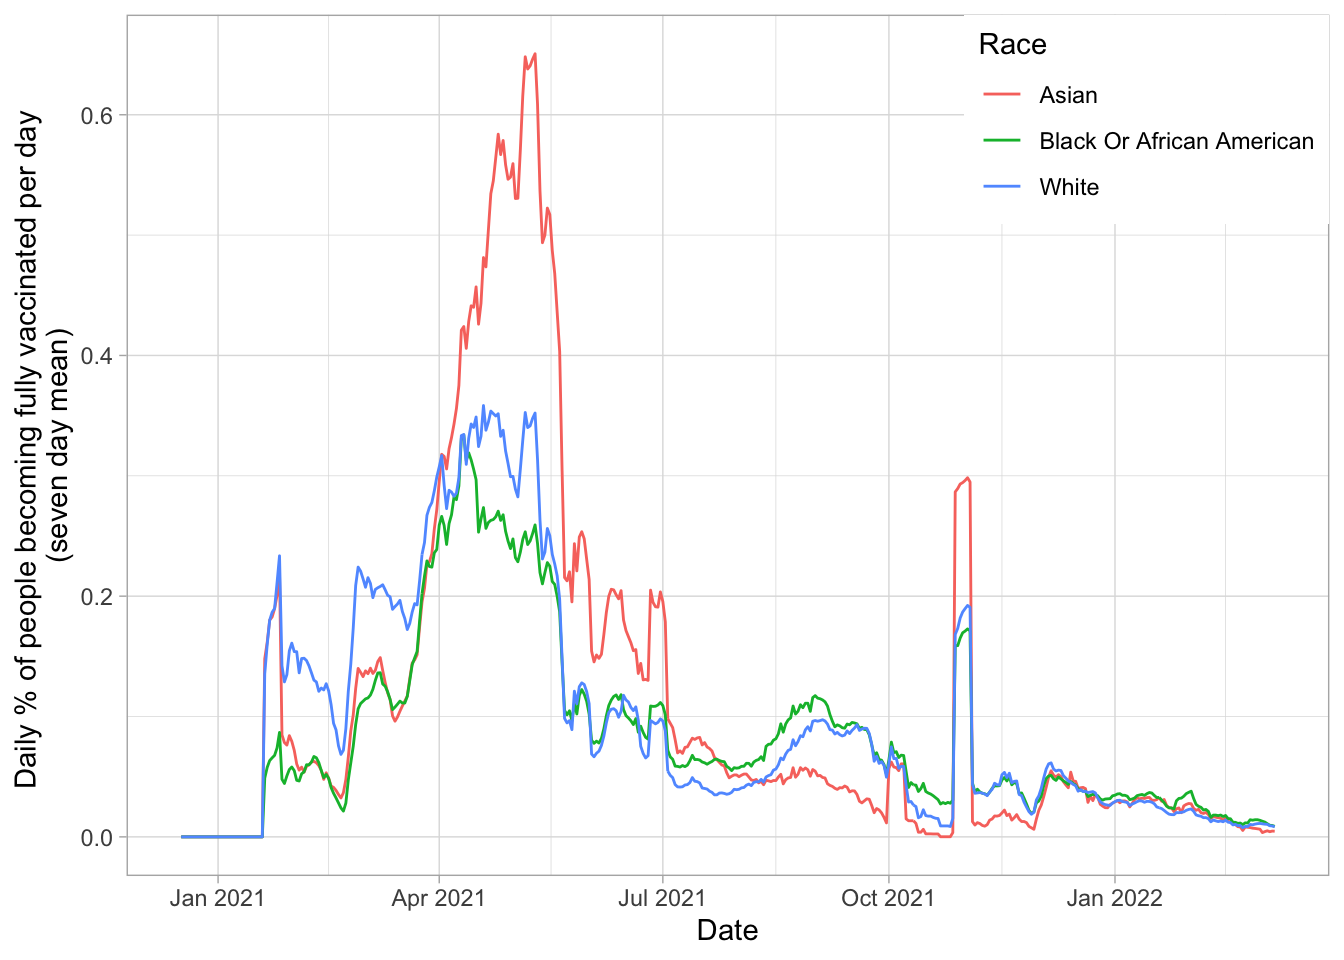 Race
Asian
Black Or African American
White
Daily % of people becoming fully vaccinated per day
(seven day mean)
0.6
0.4
0.2
0.0
Jan 2021
Apr 2021
Jul 2021
Oct 2021
Jan 2022
Date